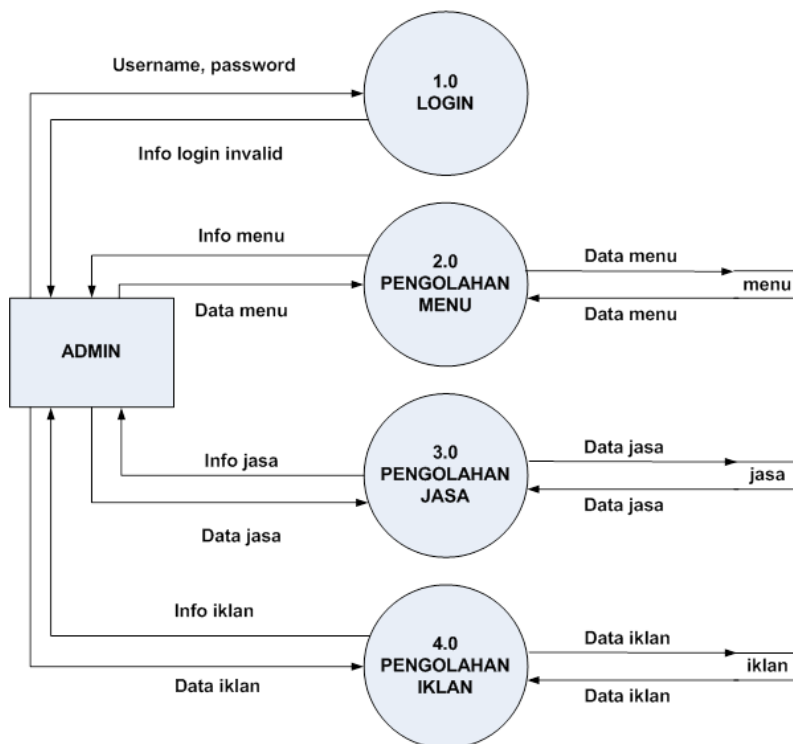 Username, password
1.0
LOGIN
Info login invalid
Info menu
2.0
PENGOLAHAN
MENU
Data menu
Data menu
menu
Data menu
ADMIN
Info jasa
3.0
PENGOLAHAN
JASA
Data jasa
Data jasa
jasa
Data jasa
Info iklan
4.0
PENGOLAHAN
IKLAN
Data iklan
Data iklan
iklan
Data iklan